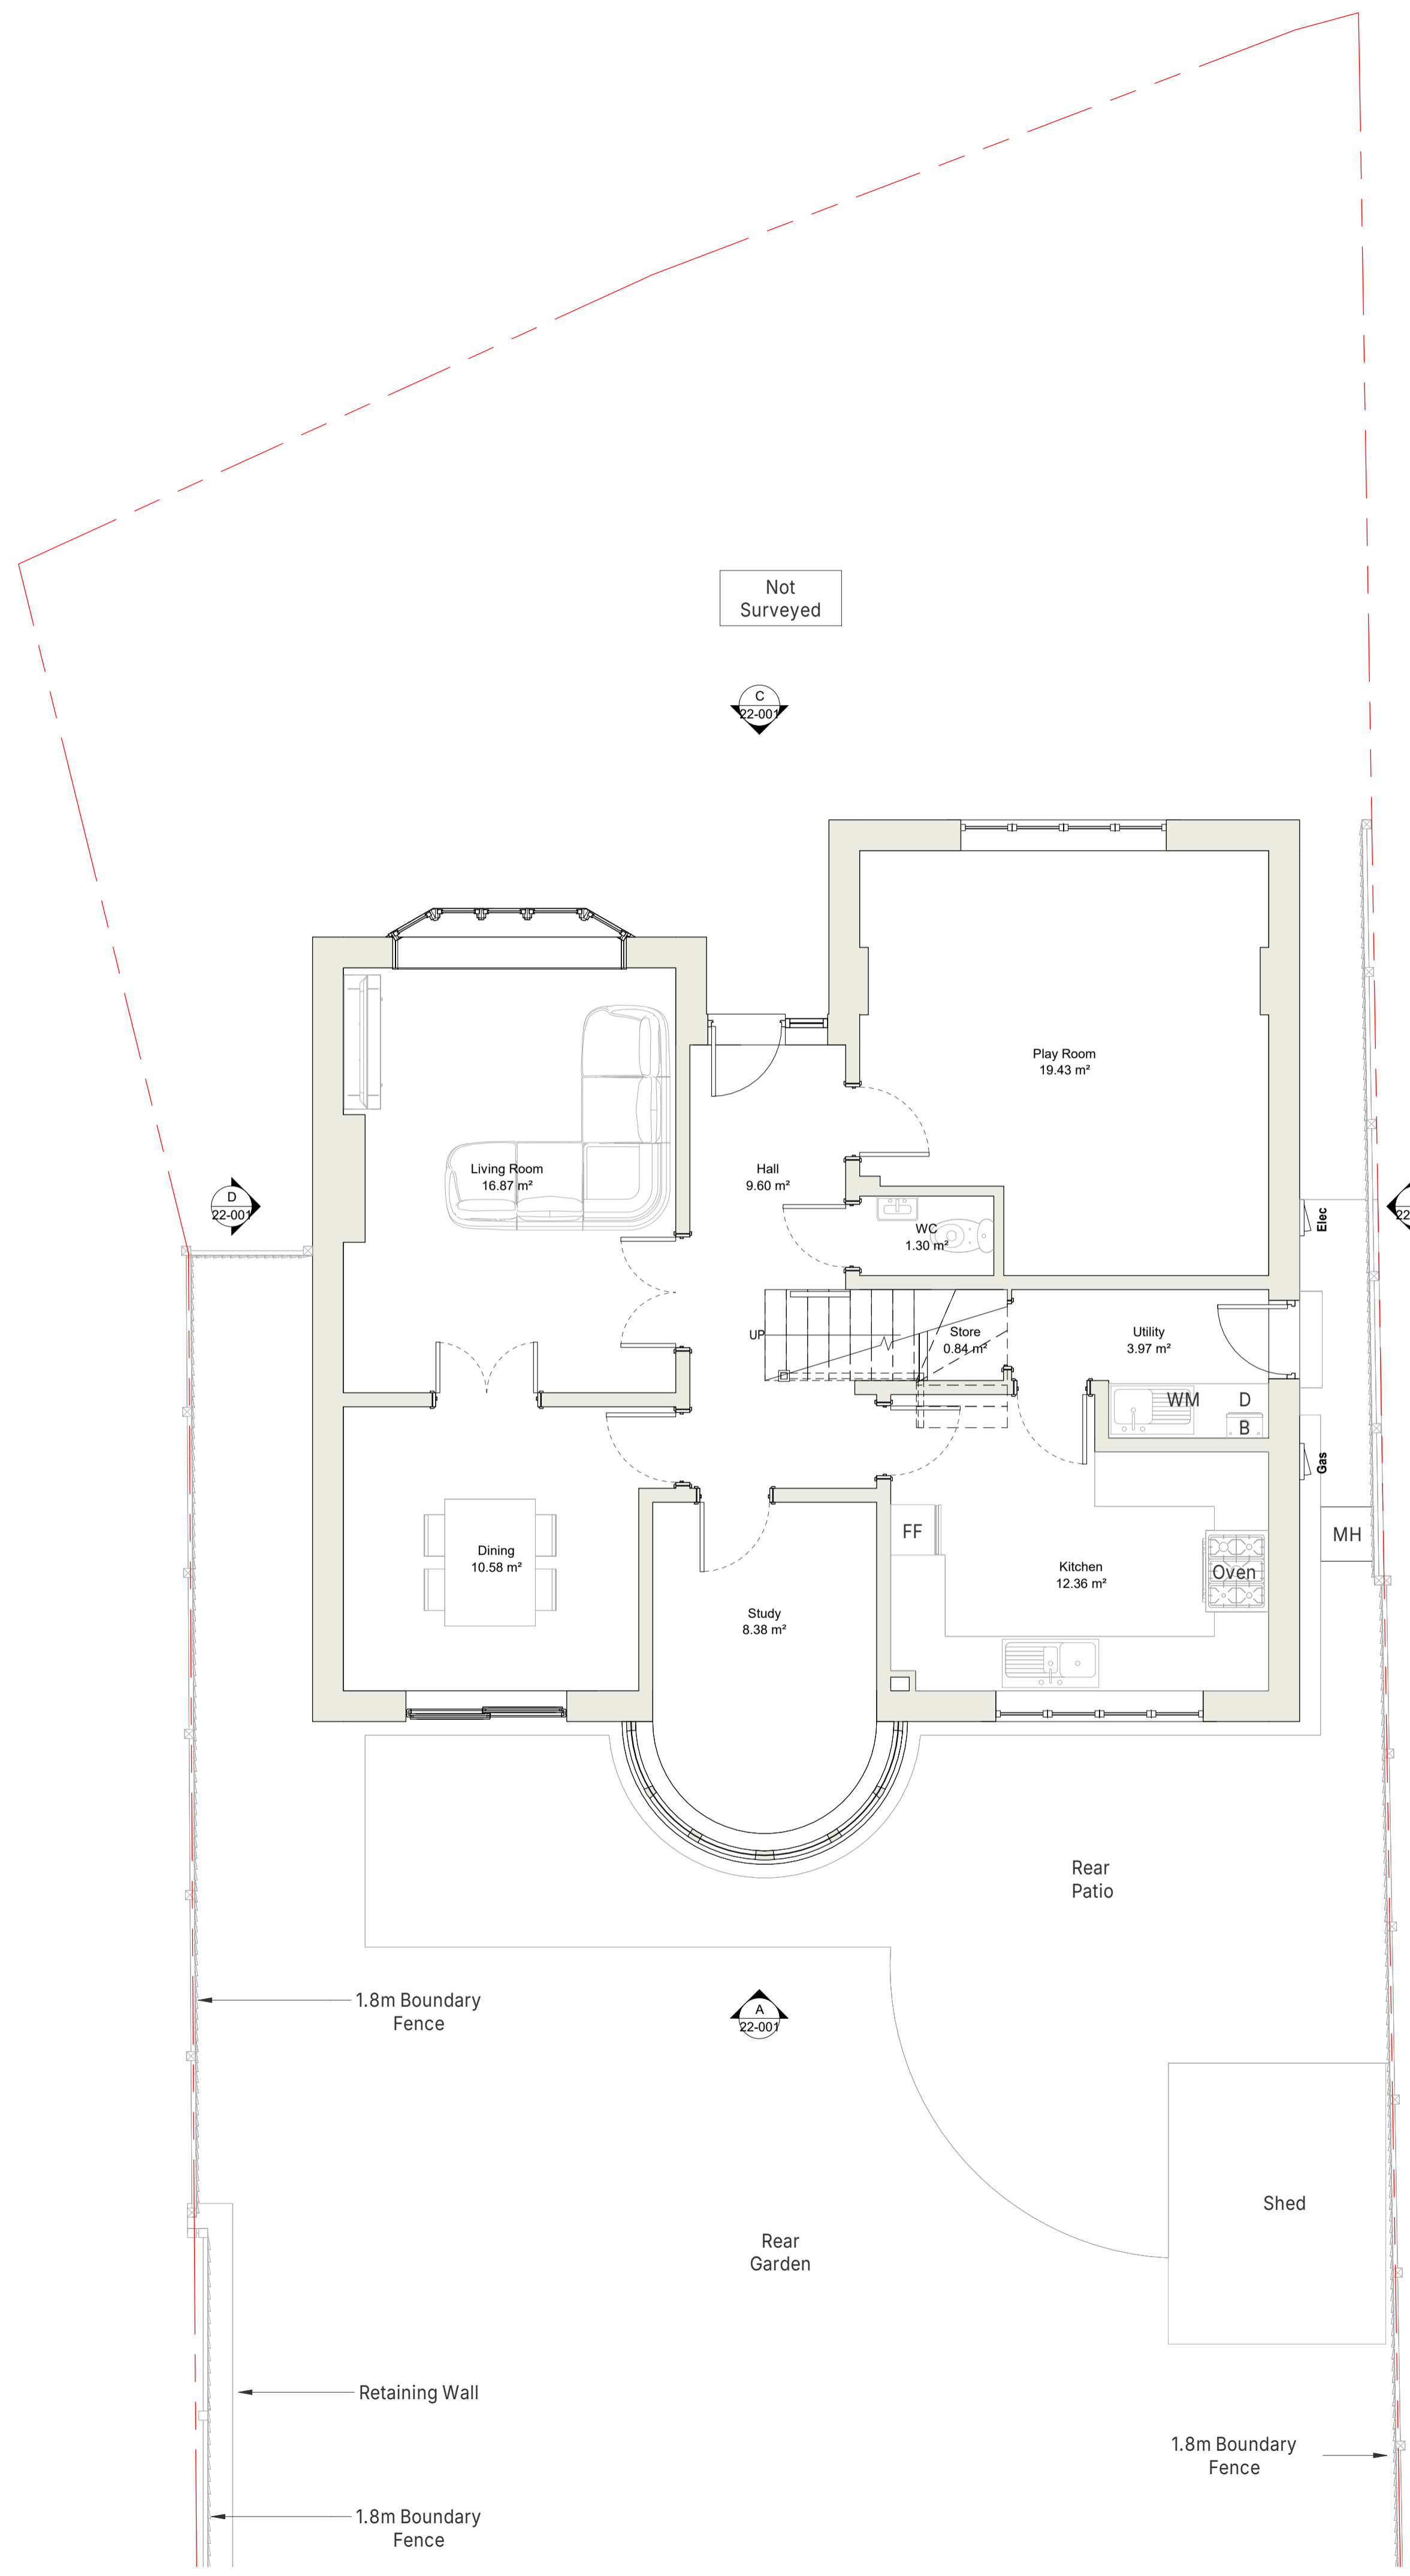 Not
Surveyed
C
22-001
Play Room
19.43 m²
Living Room
16.87 m²
Hall
9.60 m²
D
22-001
WC
1.30 m²
Elec
22
UP
Store
0.84 m²
Utility
3.97 m²
WM
D
B
Gas
FF
MH
Dining
10.58 m²
Kitchen
12.36 m²
Oven
Study
8.38 m²
Rear
Patio
1.8m Boundary
Fence
A
22-001
Shed
Rear
Garden
Retaining Wall
1.8m Boundary
Fence
1.8m Boundary
Fence